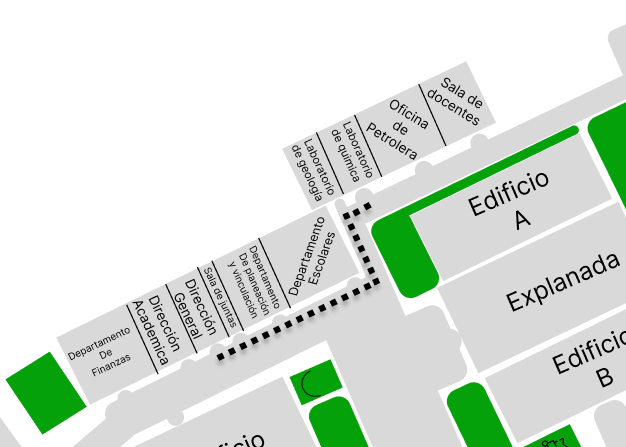 Sala de
docentes
Oficina
de
Petrolera
Laboratorio
de química
Laboratorio
de geología
Edificio
A
Departamento
Escolares
Explanada
Departamento
De planeación
y vinculación
Sala de juntas
Dirección
General
Dirección
Academica
Departamento
De
Finanzas
Edificio
B